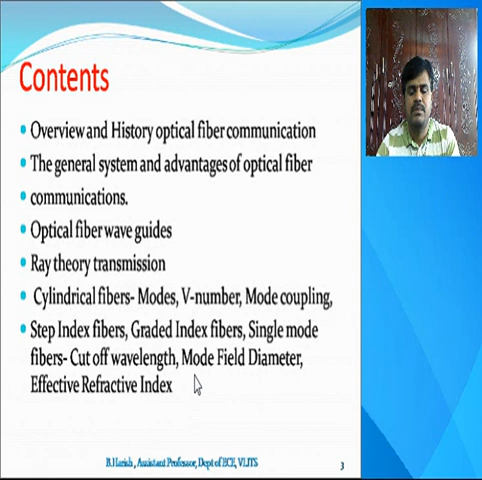 Contents
Overview and History optical fiber communication
The general system and advantages of optical fiber
communications.
Optical fiber wave guides
Ray theory transmission
Cylindrical fibers- Modes, V-number, Mode coupling,
Step Index fibers, Graded Index fibers, Single mode
fibers- Cut off wavelength, Mode Field Diameter,
Effective Refractive Index
B.Harish , Assistant Professor, Dept of ECE, VLITS
3